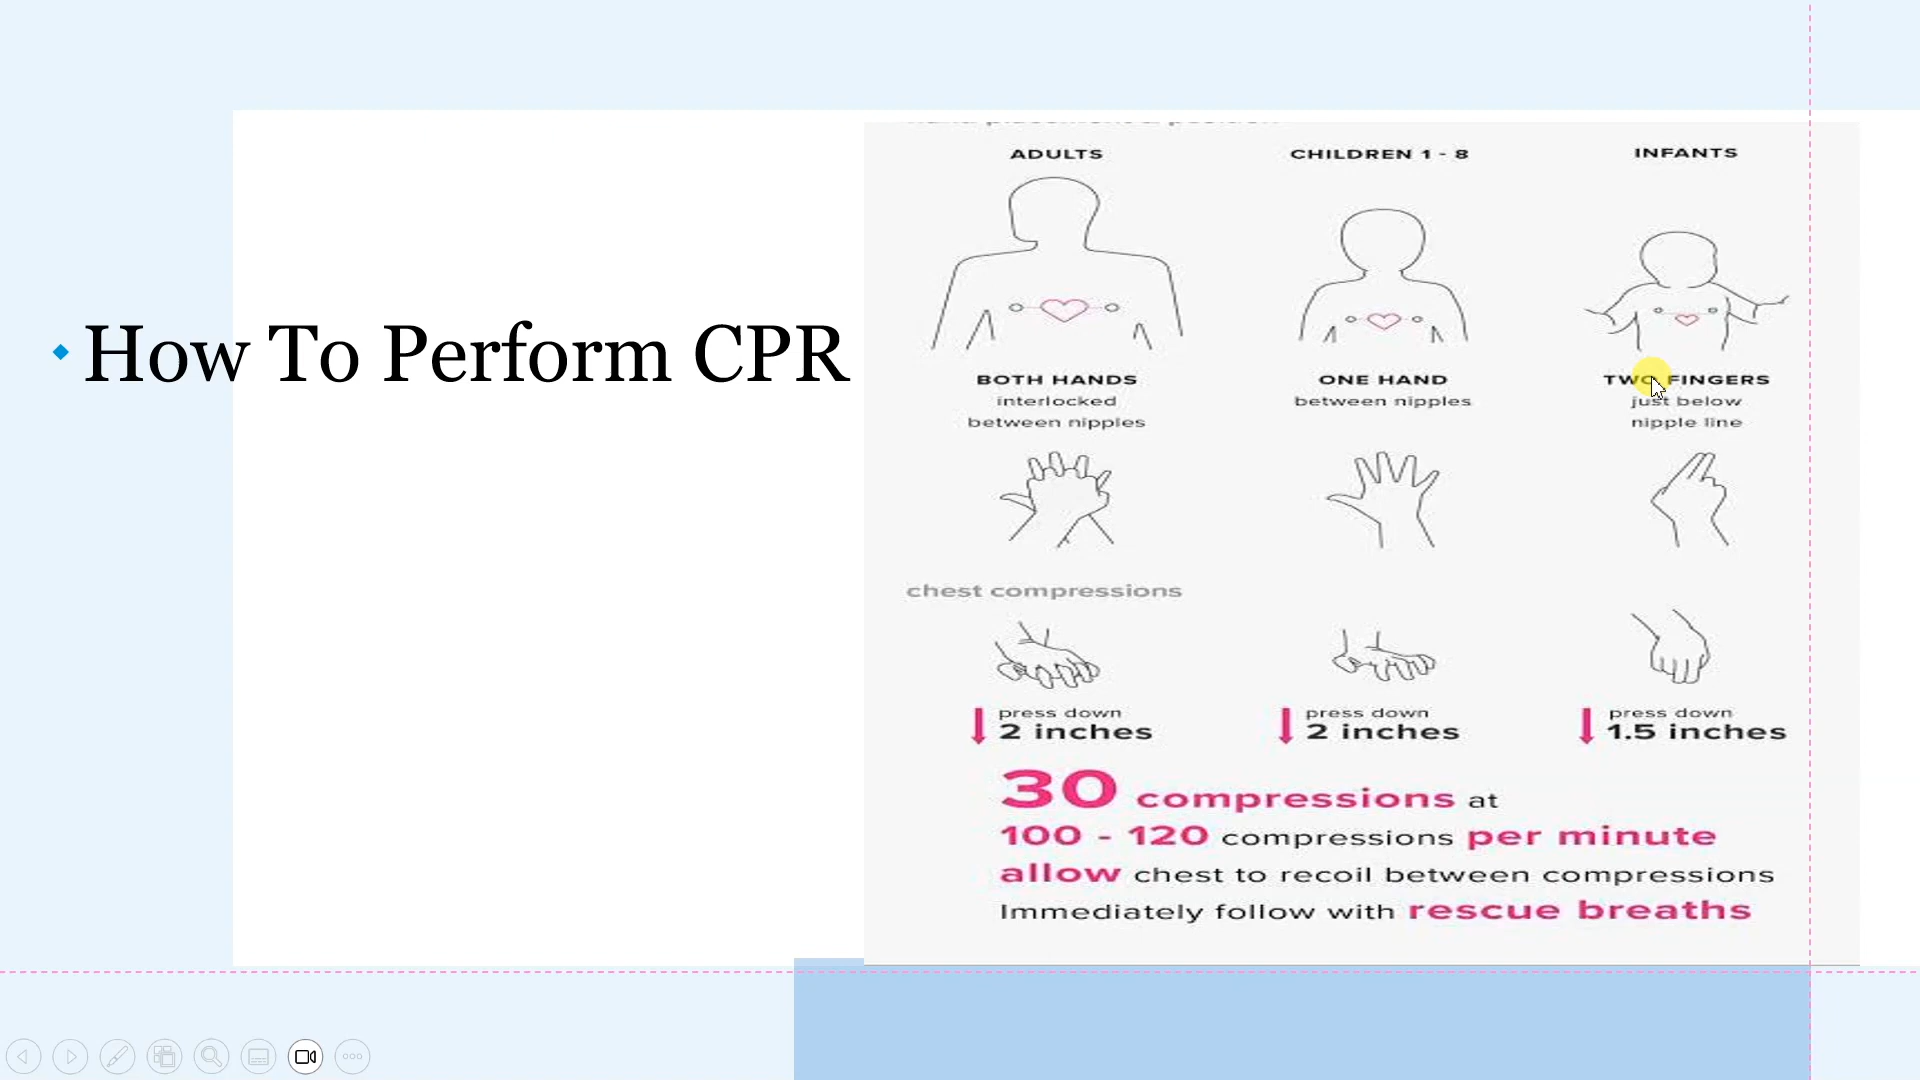 How To Perform CPR
ADULTS
CHILDREN 1 - 8
INFANTS
BOTH HANDS
interlocked
between nipples
ONE HAND
between nipples
TWO FINGERS
just below
nipple line
chest compressions
press down
2 inches
press down
2 inches
press down
1.5 inches
30 compressions at
100 - 120 compressions per minute
allow chest to recoil between compressions
Immediately follow with rescue breaths